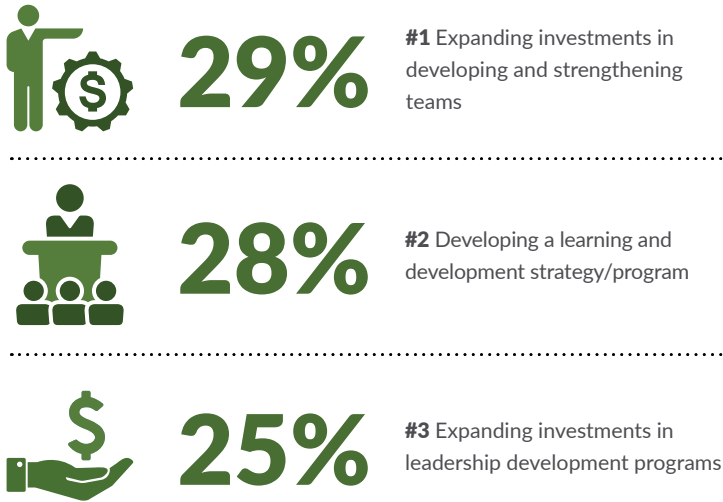 $
29%
#1 Expanding investments in
developing and strengthening
teams
28%
#2 Developing a learning and
development strategy/program
$
25%
#3 Expanding investments in
leadership development programs